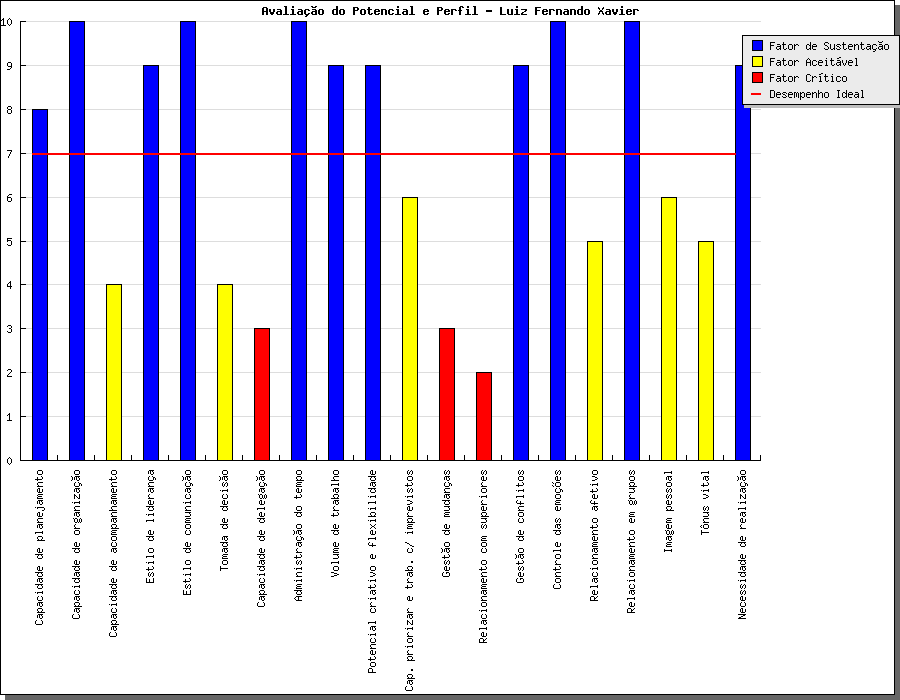 Avaliação do Potencial e Perfil - Luiz Fernando Xavier
10
9
8
7
6
5
4
3
2
1
0
Fator de Sustentação
Fator Aceitável
Fator Crítico
Desempenho Ideal
Capacidade de planejamento
Capacidade de organização
Capacidade de acompanhamento
Estilo de liderança
Estilo de comunicação
Tomada de decisão
Capacidade de delegação
Administração do tempo
Volume de trabalho
Potencial criativo e flexibilidade
Cap. priorizar e trab. c/ imprevistos
Gestão de mudanças
Relacionamento com superiores
Gestão de conflitos
Controle das emoções
Relacionamento afetivo
Relacionamento em grupos
Imagem pessoal
Tônus vital
Necessidade de realização